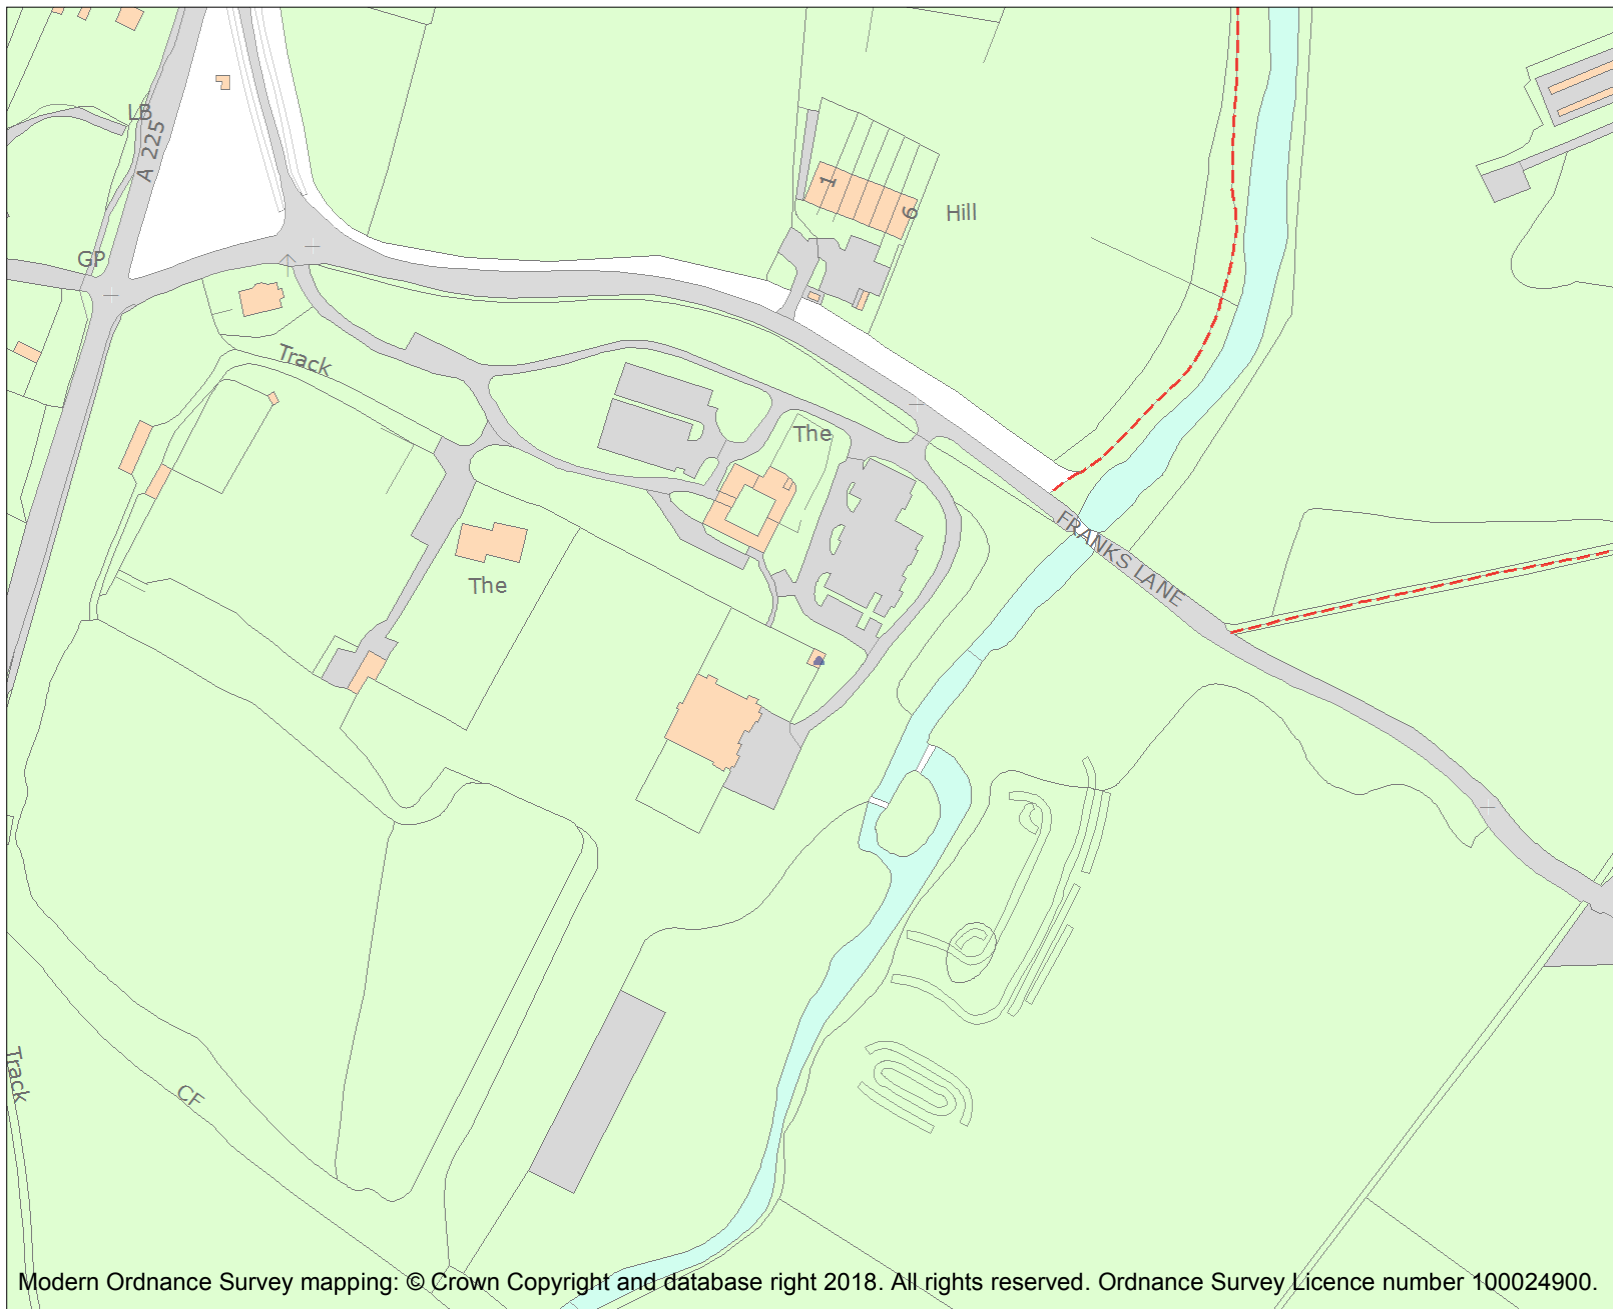 LB
A 225
1
6
Hill
GP
Track
The
FRANKS LANE
The
Track
CF
Modern Ordnance Survey mapping: © Crown Copyright and database right 2018. All rights reserved. Ordnance Survey Licence number 100024900.